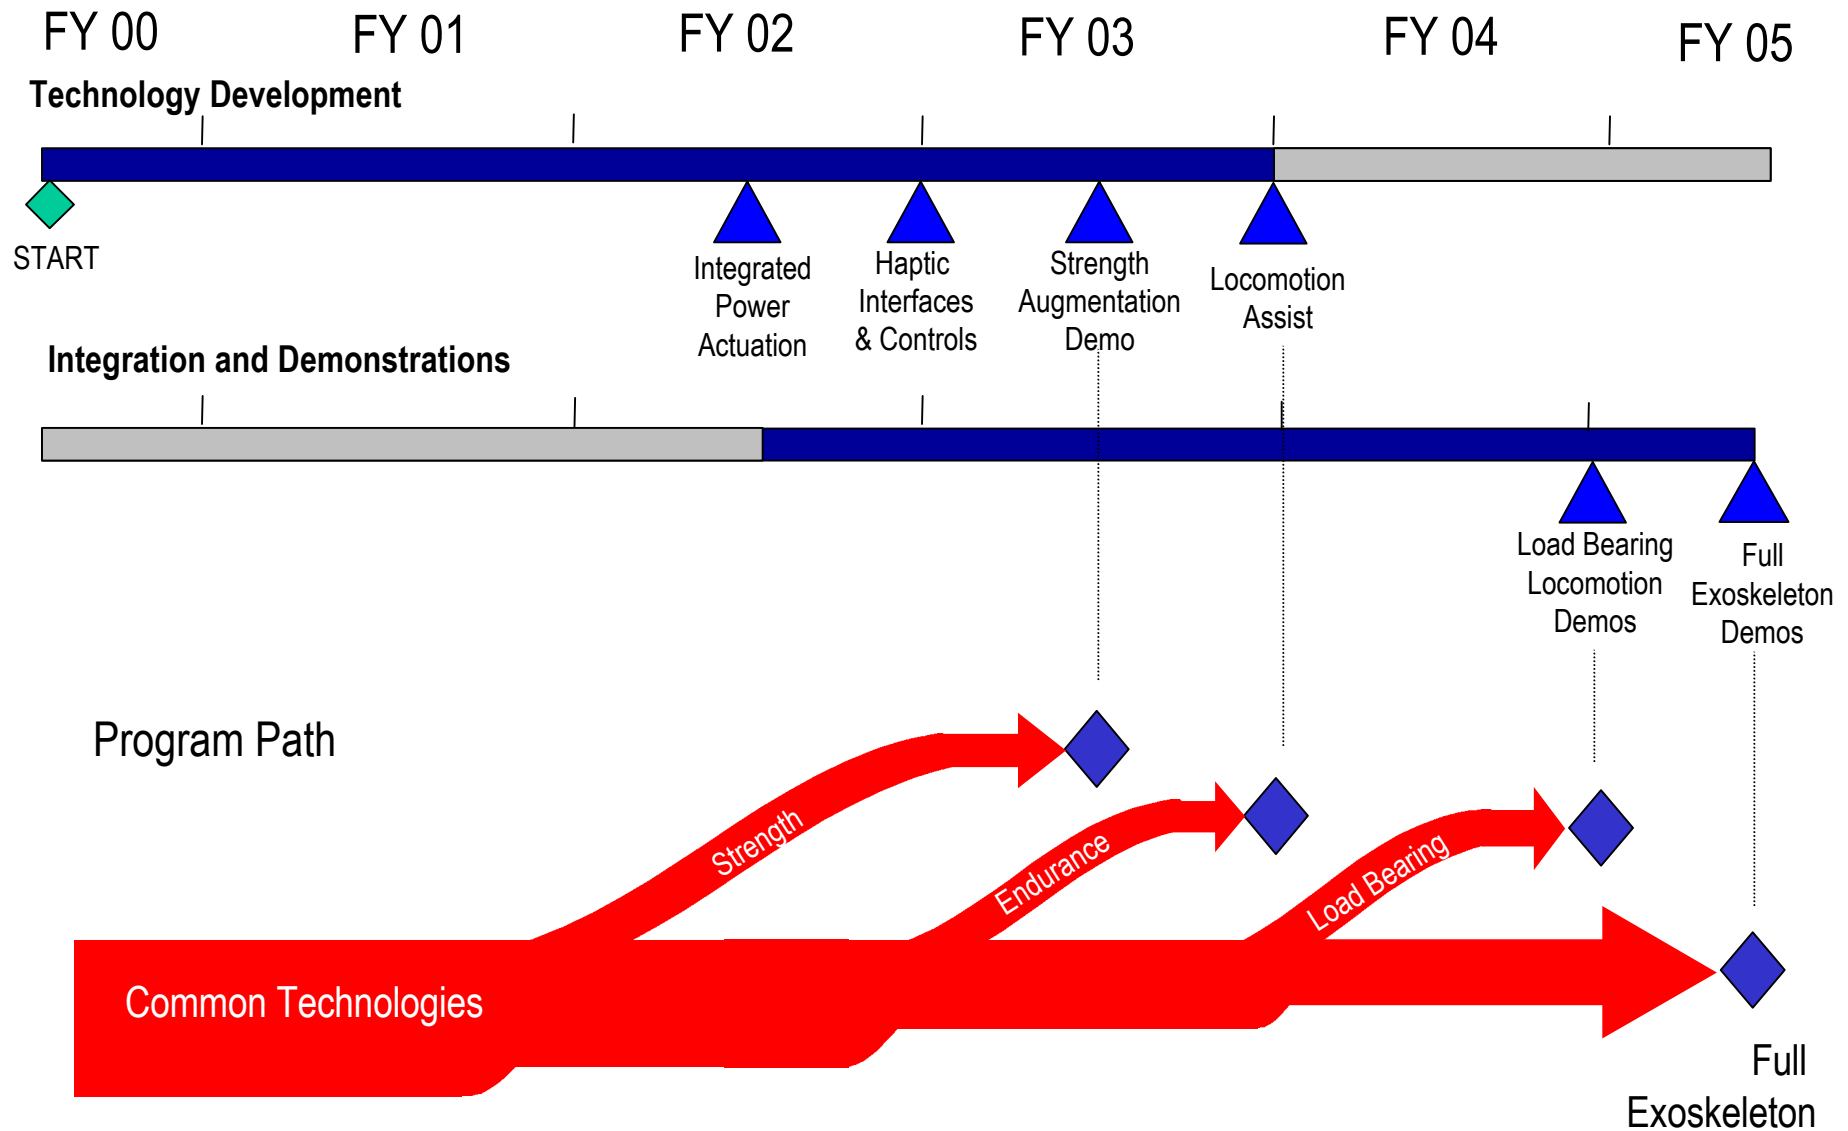 FY 00 FY 01 FY 02 FY 03 FY 04 FY 05
Technology Development
START
Integrated
Power
Actuation
Haptic
Interfaces
& Controls
Strength
Augmentation
Demo
Locomotion
Assist
Integration and Demonstrations
Load Bearing
Locomotion
Demos
Full
Exoskeleton
Demos
Program Path
Strength
Endurance
Load Bearing
Common Technologies
Full
Exoskeleton